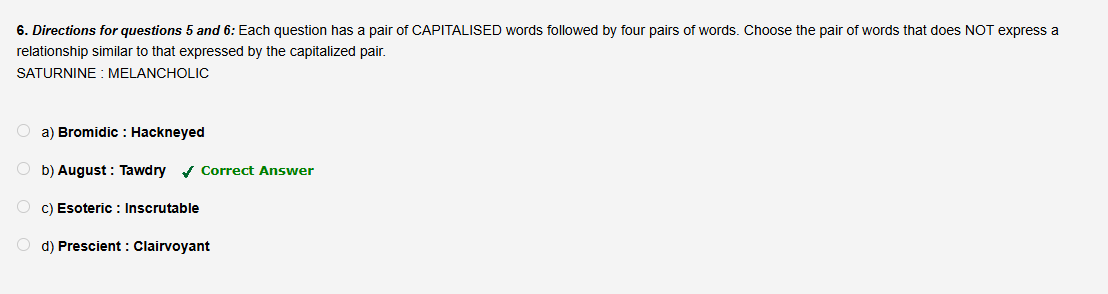 6. Directions for questions 5 and 6: Each question has a pair of CAPITALISED words followed by four pairs of words. Choose the pair of words that does NOT express a
relationship similar to that expressed by the capitalized pair.
SATURNINE : MELANCHOLIC
a) Bromidic : Hackneyed
b) August : Tawdry ✓ Correct Answer
c) Esoteric : Inscrutable
d) Prescient : Clairvoyant